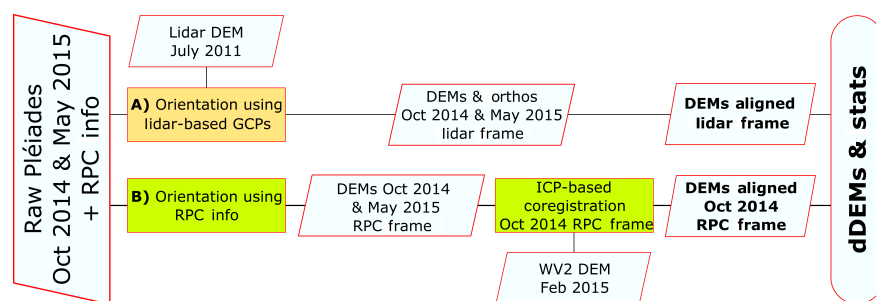 Raw Pléiades
Oct 2014 & May 2015
+ RPC info
Lidar DEM
July 2011
A) Orientation using
lidar-based GCPs
DEMs & orthos
Oct 2014 & May 2015
lidar frame
DEMs aligned
lidar frame
B) Orientation using
RPC info
DEMs Oct 2014
& May 2015
RPC frame
ICP-based
coregistration
Oct 2014 RPC frame
DEMs aligned
Oct 2014
RPC frame
WV2 DEM
Feb 2015
dDEMs & stats